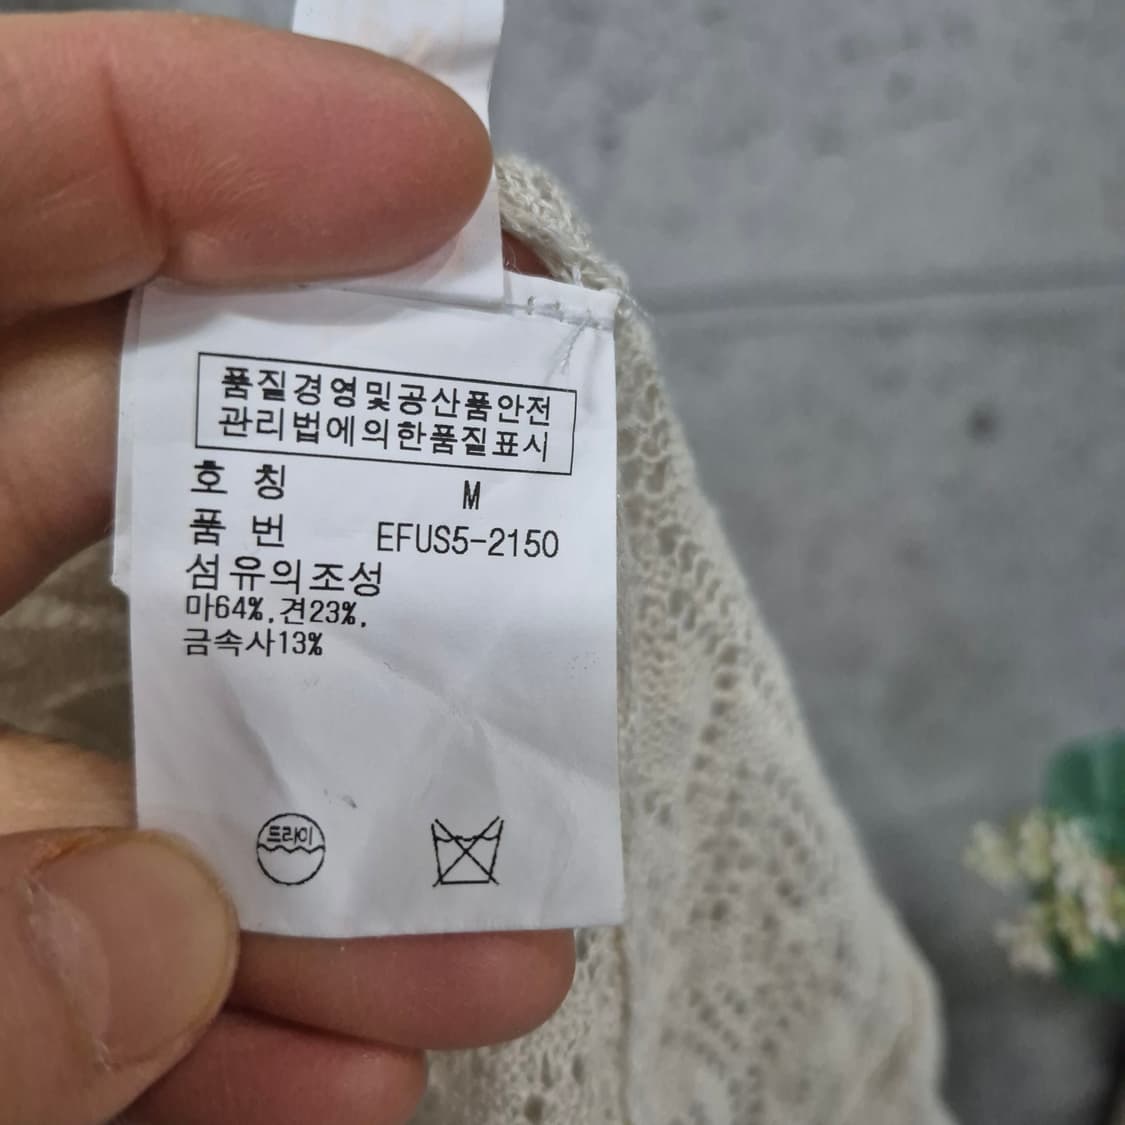 품질경영및공산품안전
관리법에의한품질표시
호 칭 M
품 번 EFUS5-2150
섬유의조성
마64%,견23%,
금속사13%
드라이